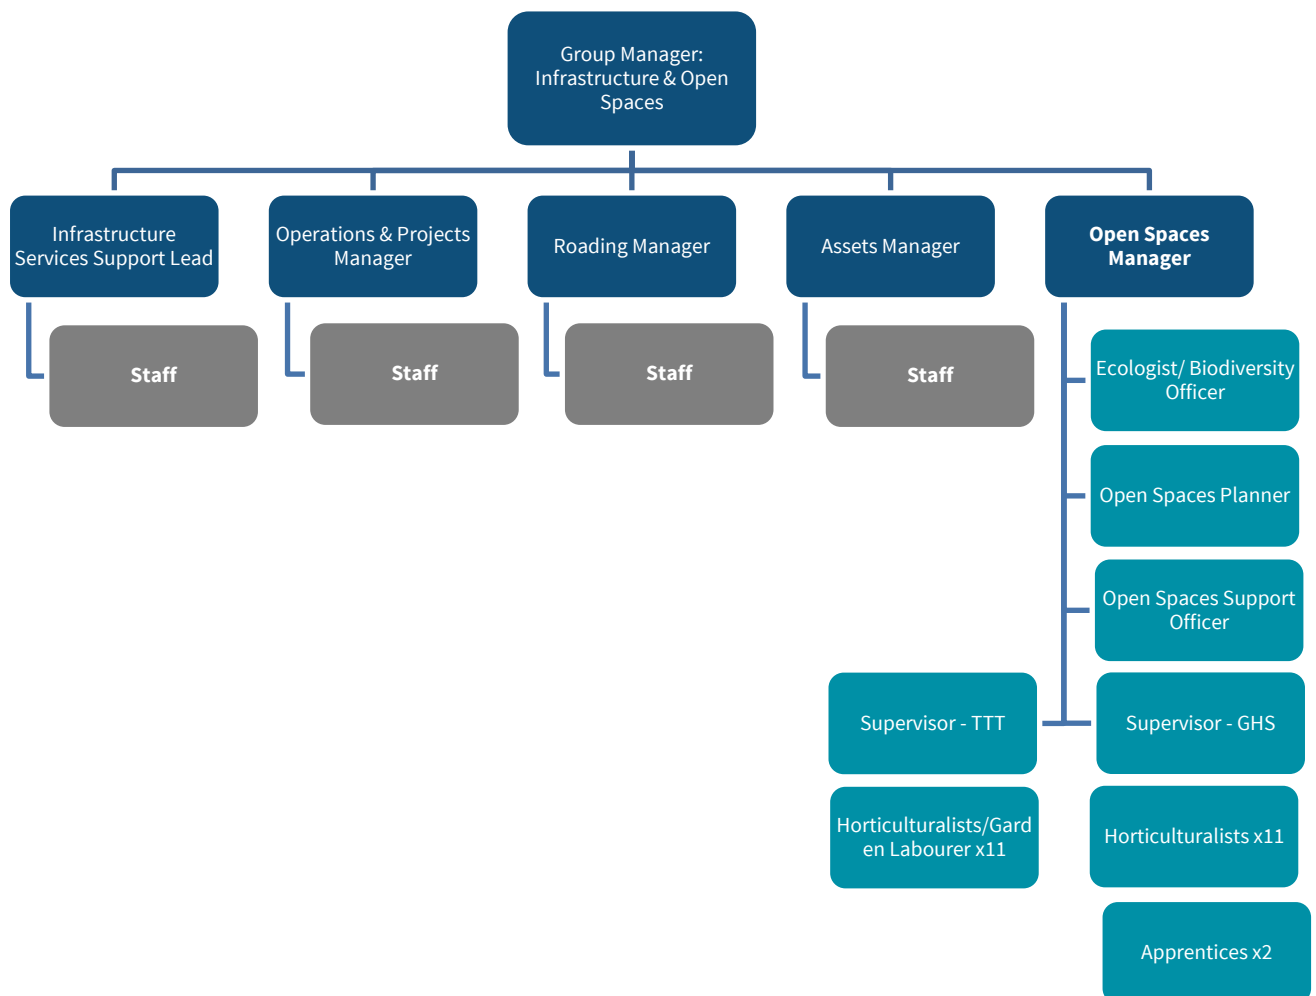 Group Manager:
Infrastructure & Open
Spaces
Infrastructure
Services Support Lead
Operations & Projects
Manager
Roading Manager
Assets Manager
Open Spaces
Manager
Staff
Staff
Staff
Staff
Ecologist/ Biodiversity
Officer
Open Spaces Planner
Open Spaces Support
Officer
Supervisor - TTT
Supervisor - GHS
Horticulturalists/Gard
en Labourer x11
Horticulturalists x11
Apprentices x2